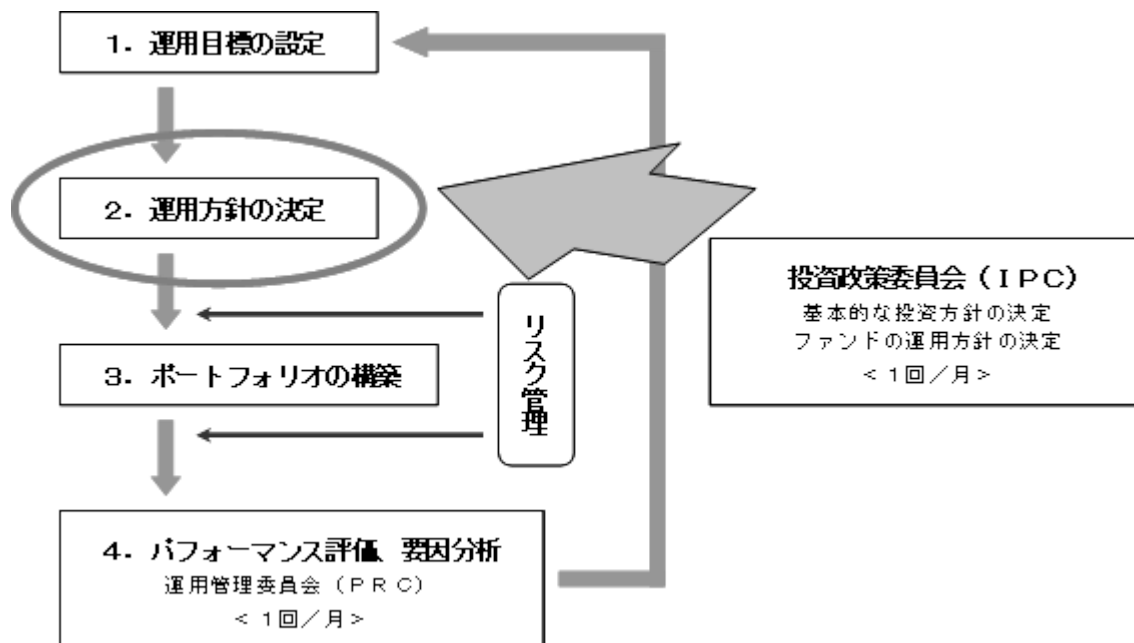 １．運用目標の設定
２．運用方針の決定
投資政策委員会（ＩＰＣ）
基本的な投資方針の決定
ファンドの運用方針の決定
＜１回／月＞
リスク管理
３．ポートフォリオの構築
４．パフォーマンス評価、要因分析
運用管理委員会（ＰＲＣ）
＜１回／月＞